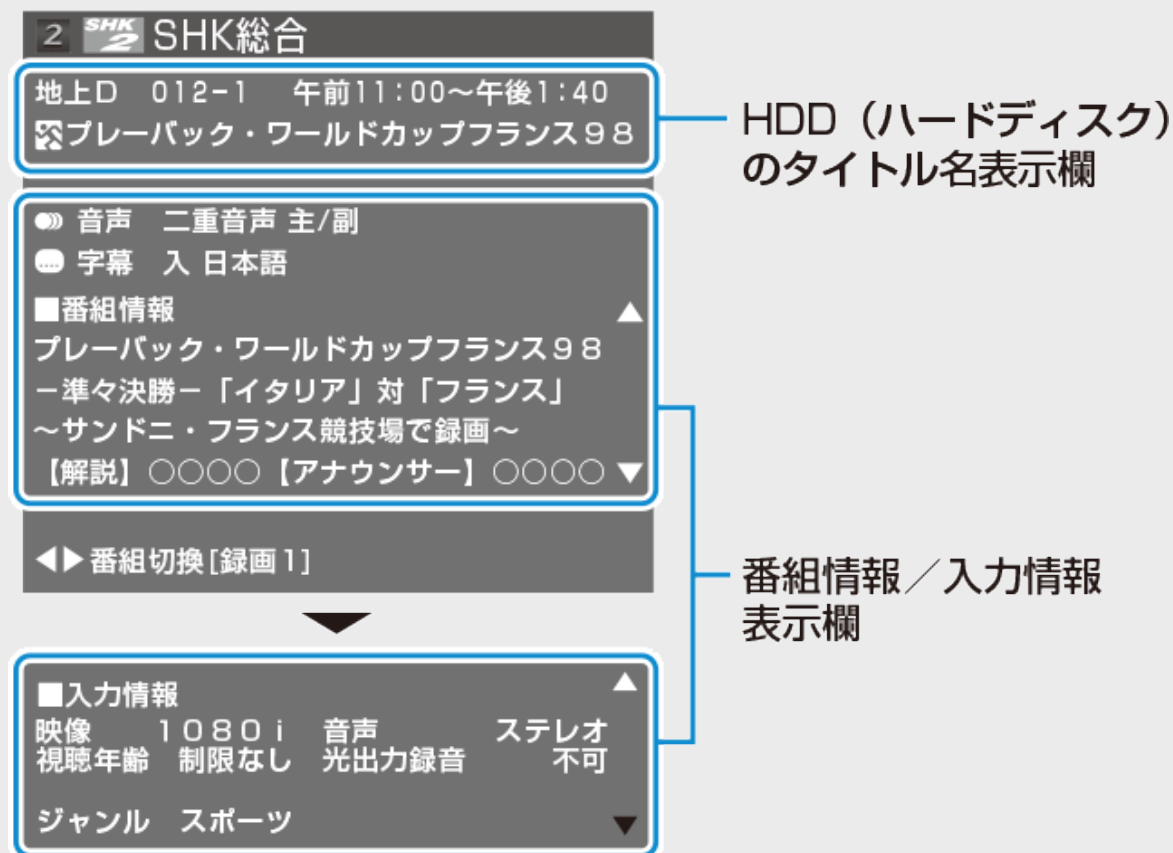 2 SHK2 SHK総合
地上D 012-1 午前11:00～午後1:40
プレーバック・ワールドカップフランス98
HDD（ハードディスク）
のタイトル名表示欄
音声 二重音声 主/副
字幕 入 日本語
■番組情報 ▲
プレーバック・ワールドカップフランス98
－準々決勝－「イタリア」対「フランス」
～サンドニ・フランス競技場で録画～
【解説】○○○○【アナウンサー】○○○○ ▼
◀▶番組切換[録画1]
番組情報／入力情報
表示欄
■入力情報 ▲
映像 1080i 音声 ステレオ
視聴年齢 制限なし 光出力録音 不可
ジャンル スポーツ ▼